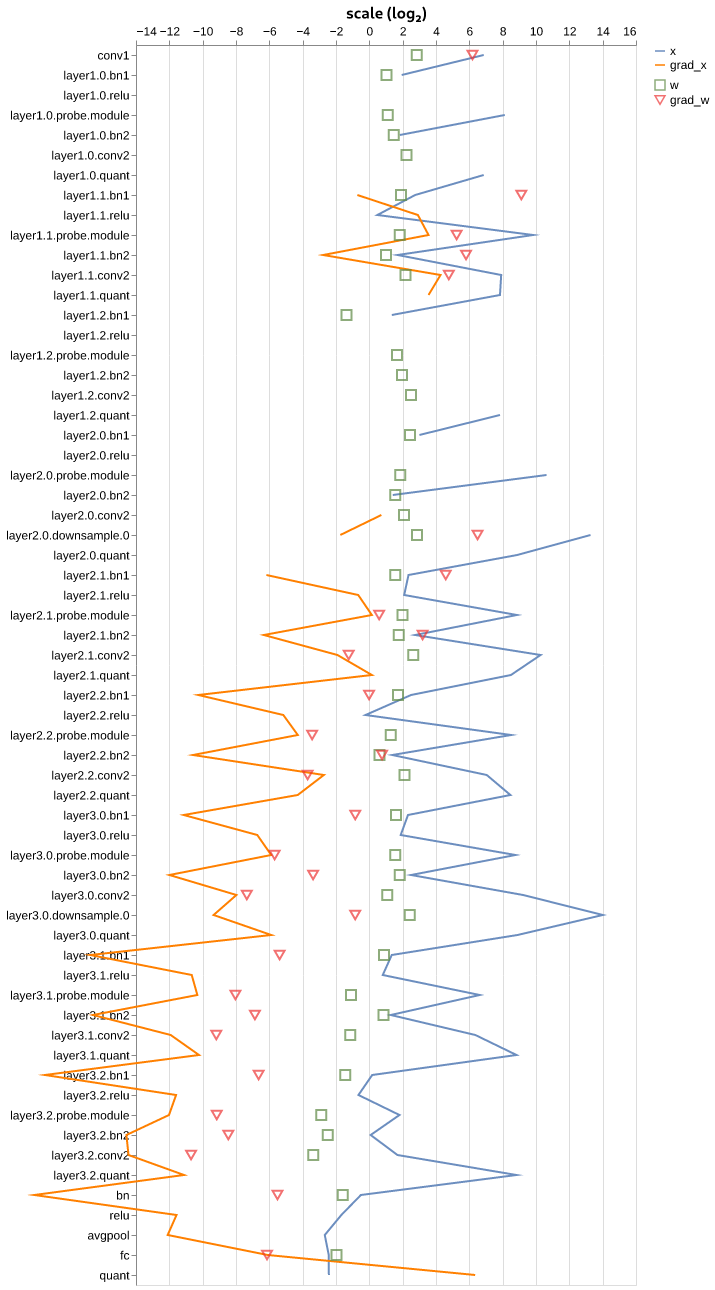 scale (log₂)
−14 −12 −10 −8 −6 −4 −2 0 2 4 6 8 10 12 14 16
x
grad_x
w
grad_w
conv1
layer1.0.bn1
layer1.0.relu
layer1.0.probe.module
layer1.0.bn2
layer1.0.conv2
layer1.0.quant
layer1.1.bn1
layer1.1.relu
layer1.1.probe.module
layer1.1.bn2
layer1.1.conv2
layer1.1.quant
layer1.2.bn1
layer1.2.relu
layer1.2.probe.module
layer1.2.bn2
layer1.2.conv2
layer1.2.quant
layer2.0.bn1
layer2.0.relu
layer2.0.probe.module
layer2.0.bn2
layer2.0.conv2
layer2.0.downsample.0
layer2.0.quant
layer2.1.bn1
layer2.1.relu
layer2.1.probe.module
layer2.1.bn2
layer2.1.conv2
layer2.1.quant
layer2.2.bn1
layer2.2.relu
layer2.2.probe.module
layer2.2.bn2
layer2.2.conv2
layer2.2.quant
layer3.0.bn1
layer3.0.relu
layer3.0.probe.module
layer3.0.bn2
layer3.0.conv2
layer3.0.downsample.0
layer3.0.quant
layer3.1.bn1
layer3.1.relu
layer3.1.probe.module
layer3.1.bn2
layer3.1.conv2
layer3.1.quant
layer3.2.bn1
layer3.2.relu
layer3.2.probe.module
layer3.2.bn2
layer3.2.conv2
layer3.2.quant
bn
relu
avgpool
fc
quant